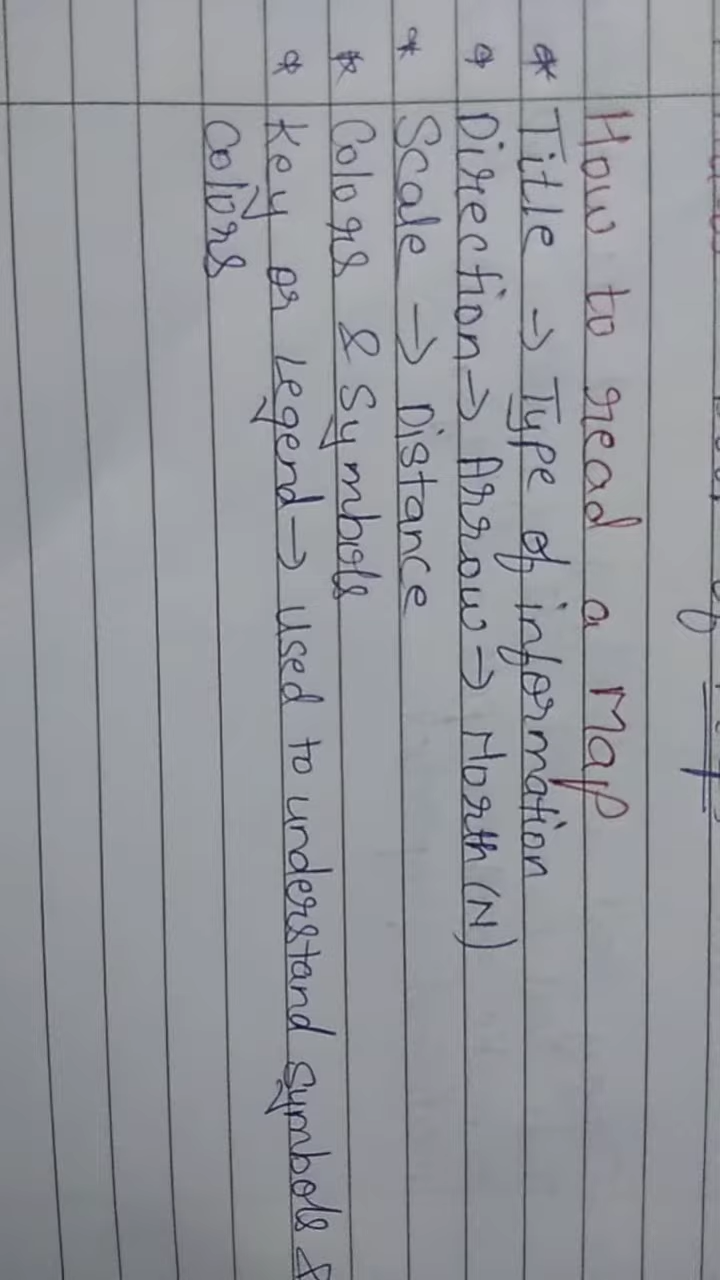 How to read a Map
* Title → Type of information
* Direction → Arrow → North (N)
* Scale → Distance
* Colors & Symbols
* Key or Legend → used to understand symbols &
Colors